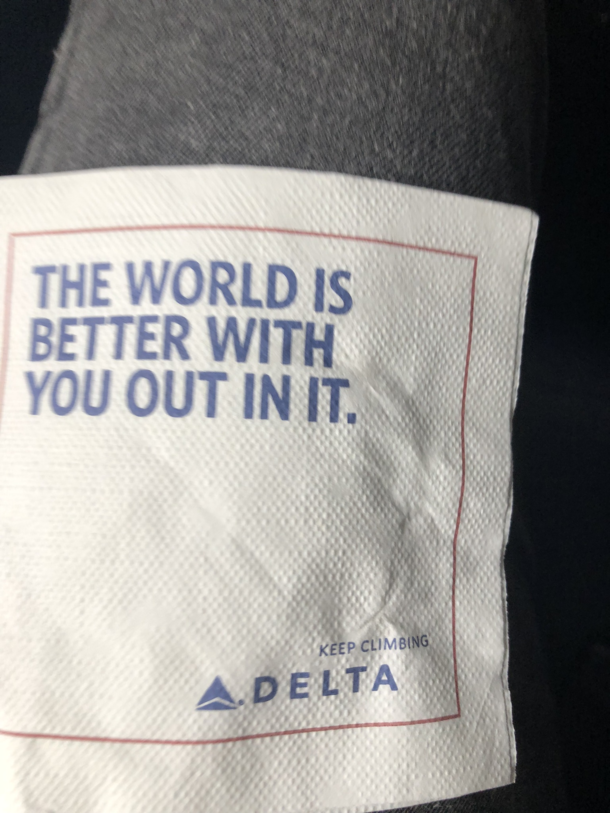 THE WORLD IS
BETTER WITH
YOU OUT IN IT.
KEEP CLIMBING
DELTA